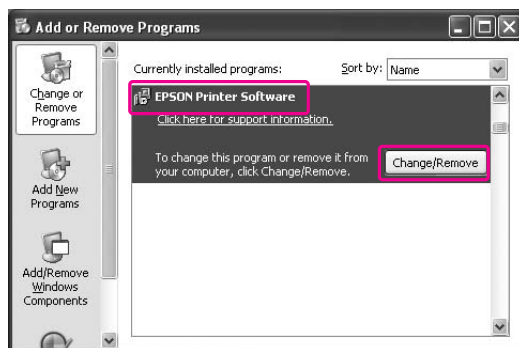 Add or Remove Programs
Change or
Remove
Programs
Add New
Programs
Add/Remove
Windows
Components
Currently installed programs:
Sort by: Name
EPSON Printer Software
Click here for support information.
To change this program or remove it from
your computer, click Change/Remove.
Change/Remove